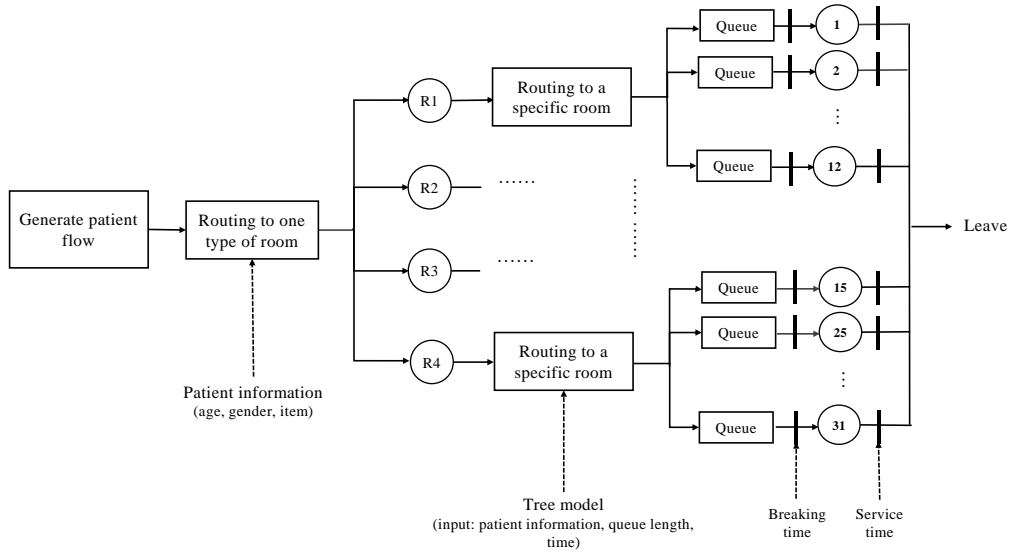 Generate patient
flow
Routing to one
type of room
Patient information
(age, gender, item)
R1
R2
R3
R4
Routing to a
specific room
......
......
......
Routing to a
specific room
Tree model
(input: patient information, queue length,
time)
Queue
1
Queue
2
...
Queue
12
Queue
15
Queue
25
...
Queue
31
Breaking
time
Service
time
Leave